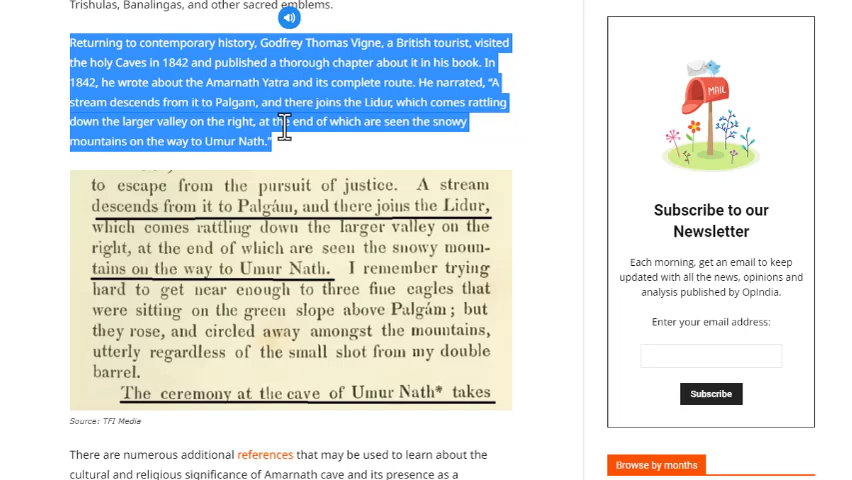 Trishulas, Banalingas, and other sacred emblems.
Returning to contemporary history, Godfrey Thomas Vigne, a British tourist, visited
the holy Caves in 1842 and published a thorough chapter about it in his book. In
1842, he wrote about the Amarnath Yatra and its complete route. He narrated, “A
stream descends from it to Palgam, and there joins the Lidur, which comes rattling
down the larger valley on the right, at the end of which are seen the snowy
mountains on the way to Umur Nath.”
to escape from the pursuit of justice. A stream
descends from it to Palgám, and there joins the Lidur,
which comes rattling down the larger valley on the
right, at the end of which are seen the snowy moun-
tains on the way to Umur Nath. I remember trying
hard to get near enough to three fine eagles that
were sitting on the green slope above Palgám; but
they rose, and circled away amongst the mountains,
utterly regardless of the small shot from my double
barrel.
The ceremony at the cave of Umur Nath* takes
Source: TFI Media
There are numerous additional references that may be used to learn about the
cultural and religious significance of Amarnath cave and its presence as a
MAIL
Subscribe to our
Newsletter
Each morning, get an email to keep
updated with all the news, opinions and
analysis published by OpIndia.
Enter your email address:
Subscribe
Browse by months